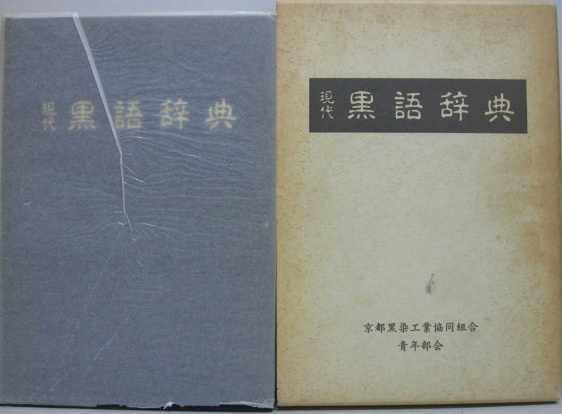 現代 黒語辞典
現代 黒語辞典
京都黒染工業協同組合
青年部会